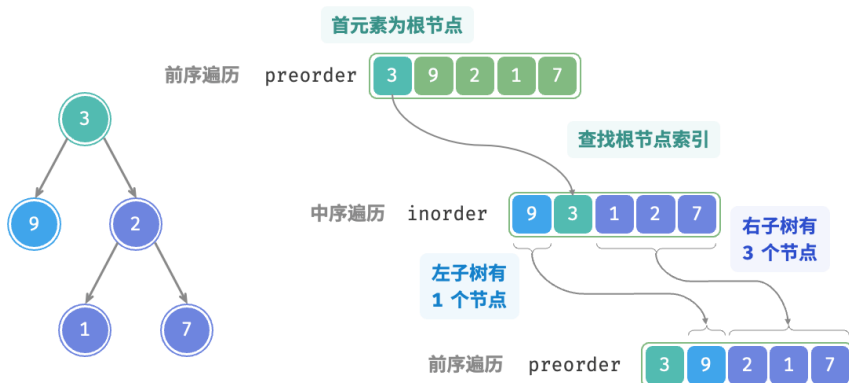 首元素为根节点
前序遍历 preorder 3 9 2 1 7
3
查找根节点索引
9 2
中序遍历 inorder 9 3 1 2 7
右子树有
3 个节点
左子树有
1 个节点
1 7
前序遍历 preorder 3 9 2 1 7